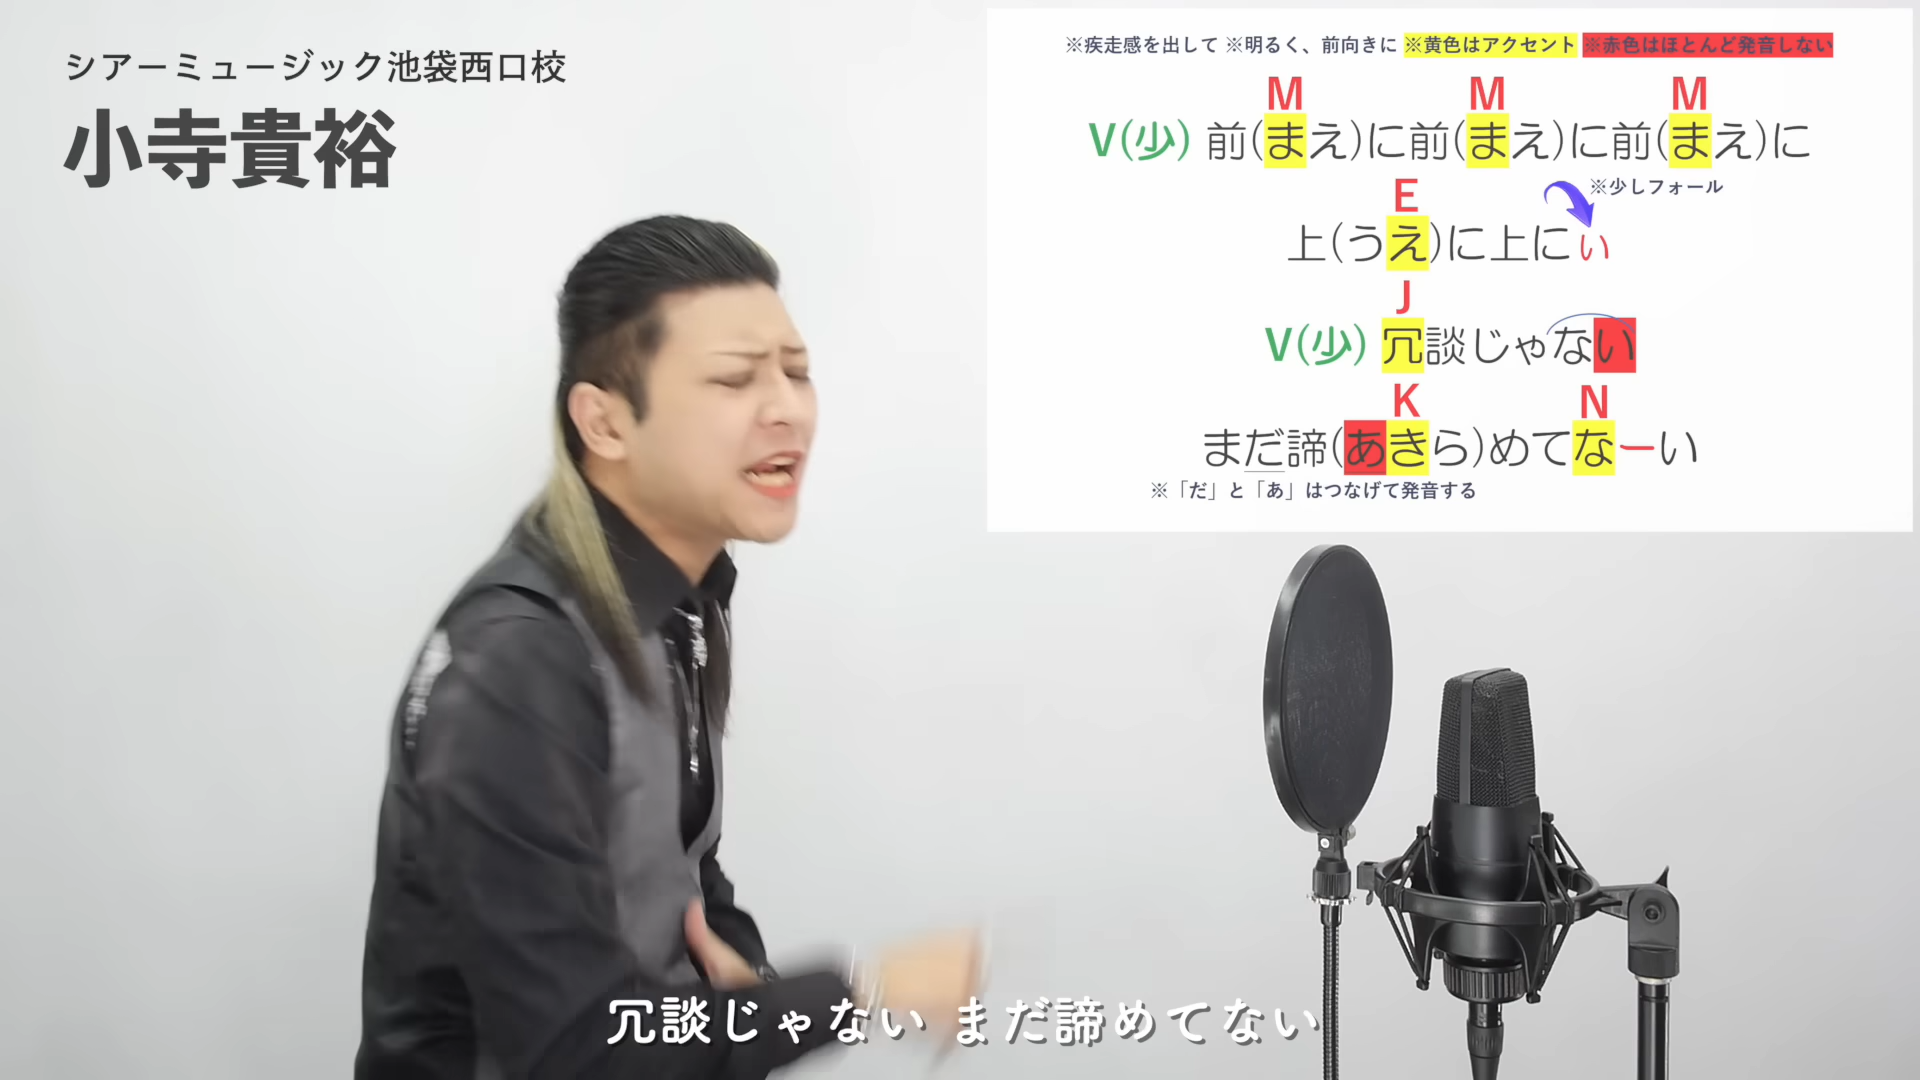 シアーミュージック池袋西口校
小寺貴裕
※疾走感を出して ※明るく、前向きに ※黄色はアクセント ※赤色はほとんど発音しない
M M M
V(少) 前(まえ)に前(まえ)に前(まえ)に
※少しフォール
E
上(うえ)に上にぃ
J
V(少) 冗談じゃない
K N
まだ諦(あきら)めてなーい
※「だ」と「あ」はつなげて発音する
冗談じゃない まだ諦めてない